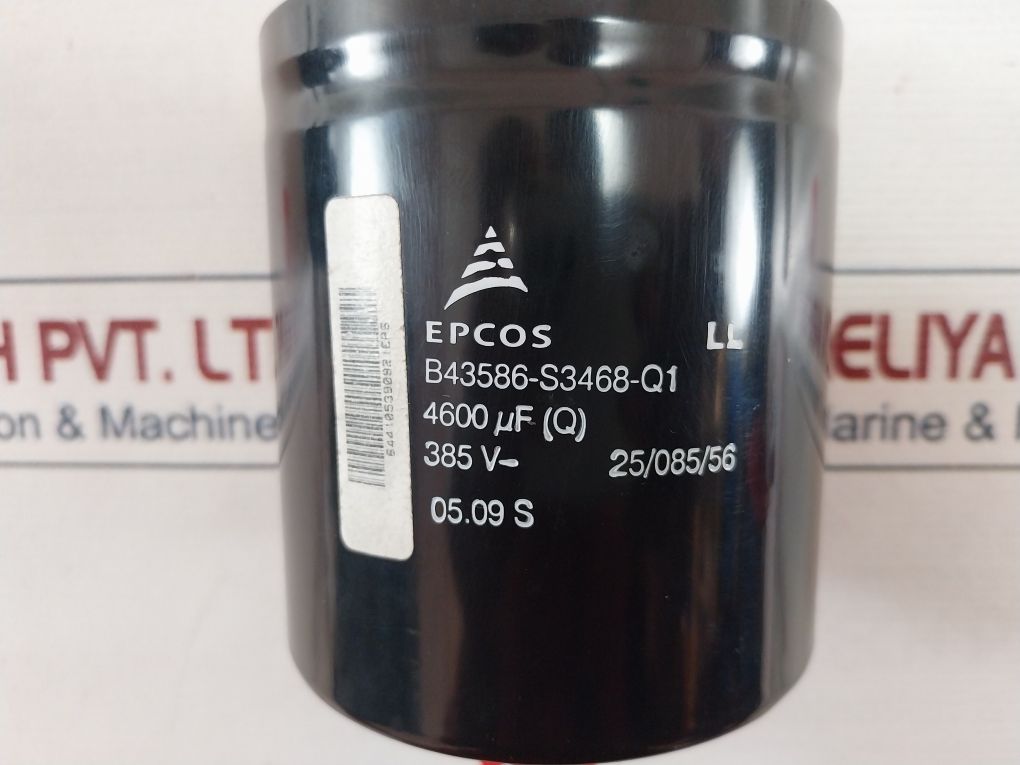 EPCOS LL
B43586-S3468-Q1
4600 µF (Q)
385 V– 25/085/56
05.09 S
H PVT. LT
on & Machine
ELIYA
arine &